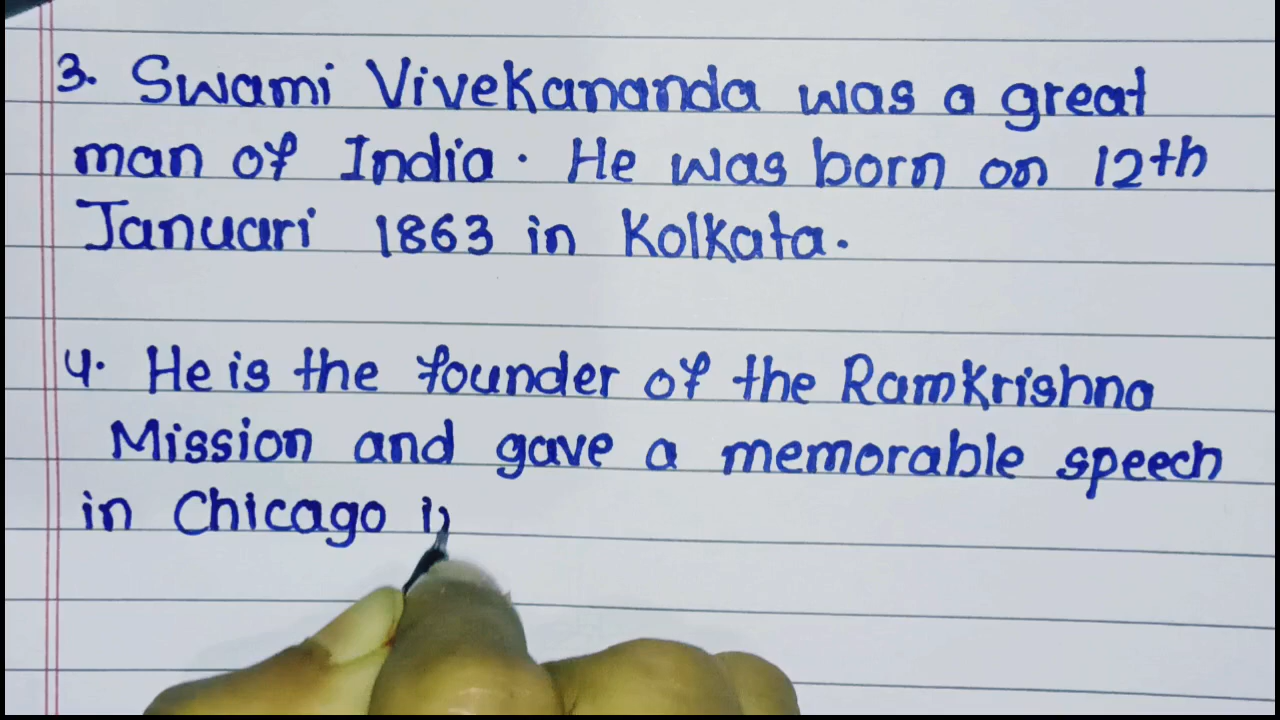 3. Swami Vivekananda was a great
man of India. He was born on 12th
Januari 1863 in Kolkata.
4. He is the founder of the Ramkrishna
Mission and gave a memorable speech
in Chicago